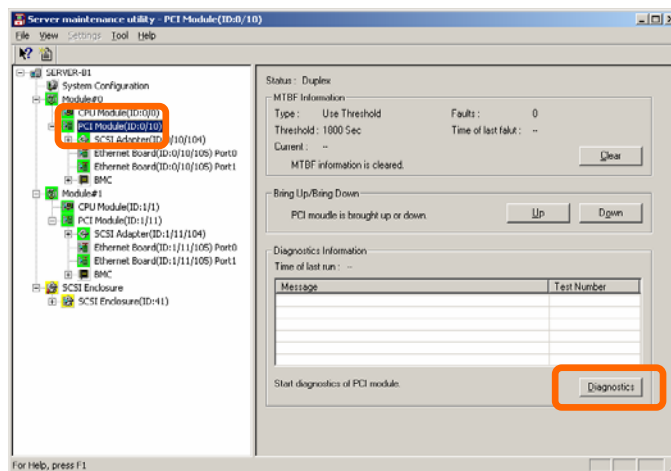 Server maintenance utility - PCI Module(ID:0/10)
File View Settings Tool Help
SERVER-B1
System Configuration
Module#0
CPU Module(ID:0/0)
PCI Module(ID:0/10)
SCSI Adapter(ID:0/10/104)
Ethernet Board(ID:0/10/105) Port0
Ethernet Board(ID:0/10/105) Port1
BMC
Module#1
CPU Module(ID:1/1)
PCI Module(ID:1/11)
SCSI Adapter(ID:1/11/104)
Ethernet Board(ID:1/11/105) Port0
Ethernet Board(ID:1/11/105) Port1
BMC
SCSI Enclosure
SCSI Enclosure(ID:41)
Status : Duplex
MTBF Information
Type : Use Threshold Faults : 0
Threshold : 1800 Sec Time of last falut : --
Current : --
MTBF information is cleared.
Clear
Bring Up/Bring Down
PCI moudle is brought up or down.
Up
Down
Diagnostics Information
Time of last run : --
Message Test Number
Start diagnostics of PCI module.
Diagnostics
For Help, press F1